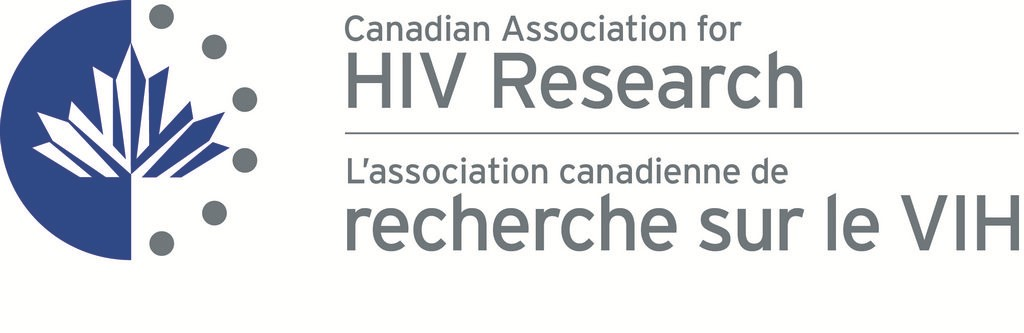 Canadian Association for
HIV Research
L'association canadienne de
recherche sur le VIH